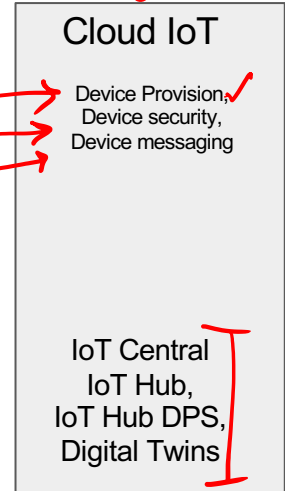 Cloud IoT
Device Provision,
Device security,
Device messaging
IoT Central
IoT Hub,
IoT Hub DPS,
Digital Twins